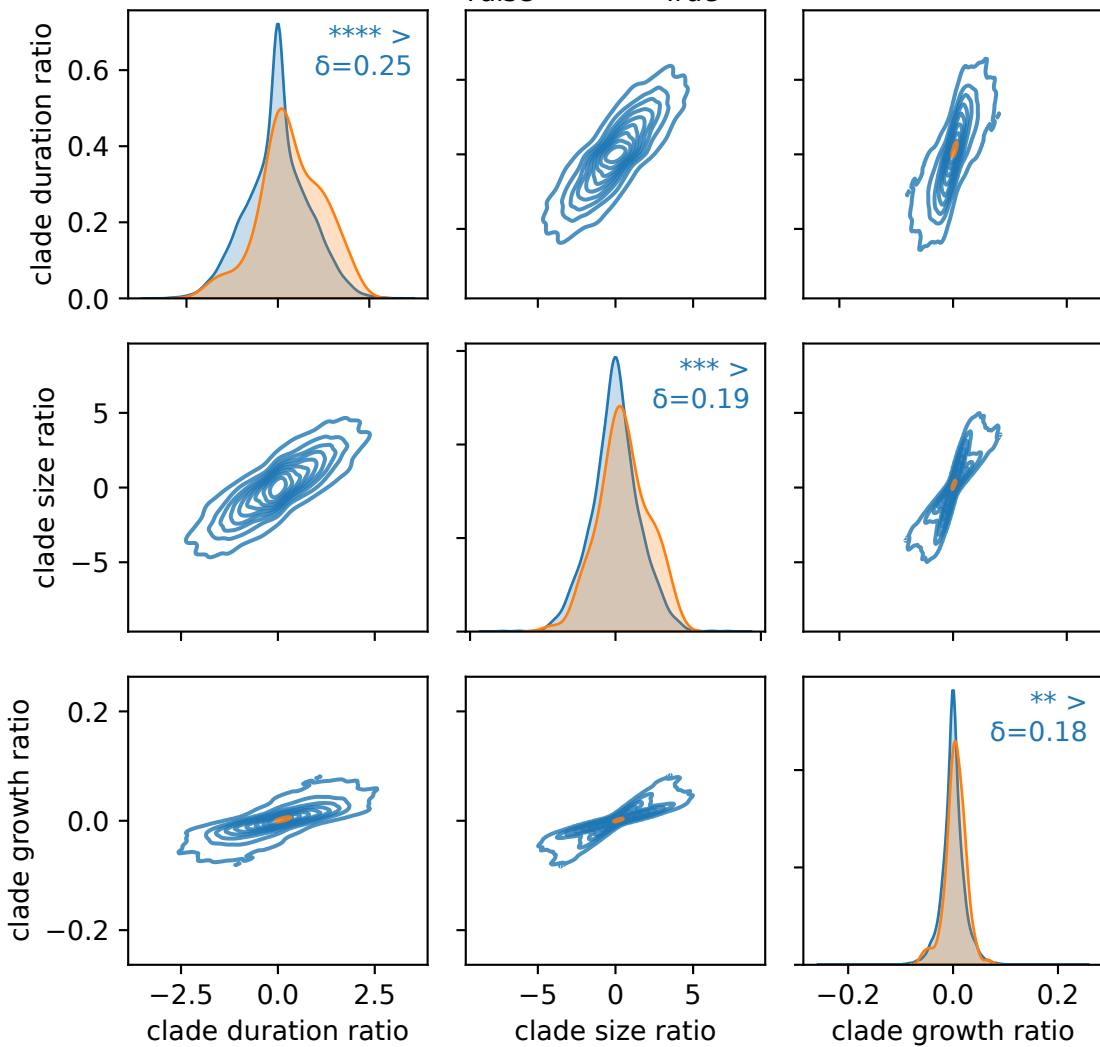 clade duration ratio
0.6
0.4
0.2
0.0
**** >
δ=0.25
clade size ratio
5
0
−5
*** >
δ=0.19
clade growth ratio
0.2
0.0
−0.2
** >
δ=0.18
−2.5 0.0 2.5
−5 0 5
−0.2 0.0 0.2
clade duration ratio
clade size ratio
clade growth ratio